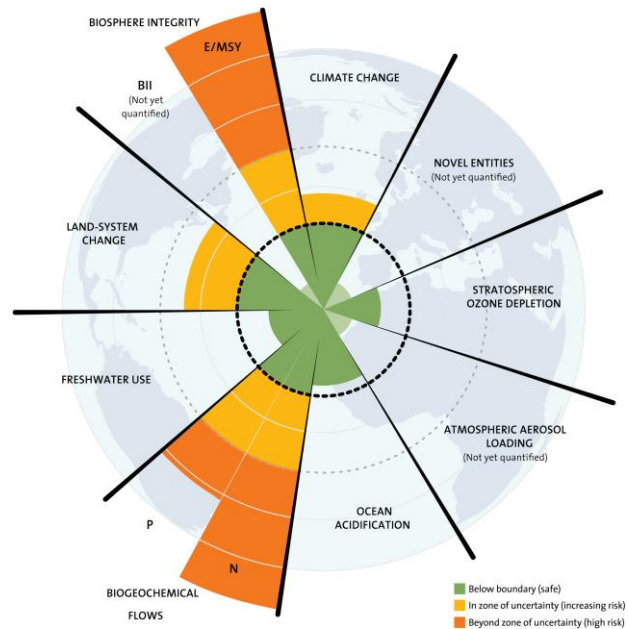 BIOSPHERE INTEGRITY
E/MSY
CLIMATE CHANGE
BII
(Not yet
quantified)
NOVEL ENTITIES
(Not yet quantified)
LAND-SYSTEM
CHANGE
STRATOSPHERIC
OZONE DEPLETION
FRESHWATER USE
ATMOSPHERIC AEROSOL
LOADING
(Not yet quantified)
OCEAN
ACIDIFICATION
P
N
BIOGEOCHEMICAL
FLOWS
Below boundary (safe)
In zone of uncertainty (increasing risk)
Beyond zone of uncertainty (high risk)